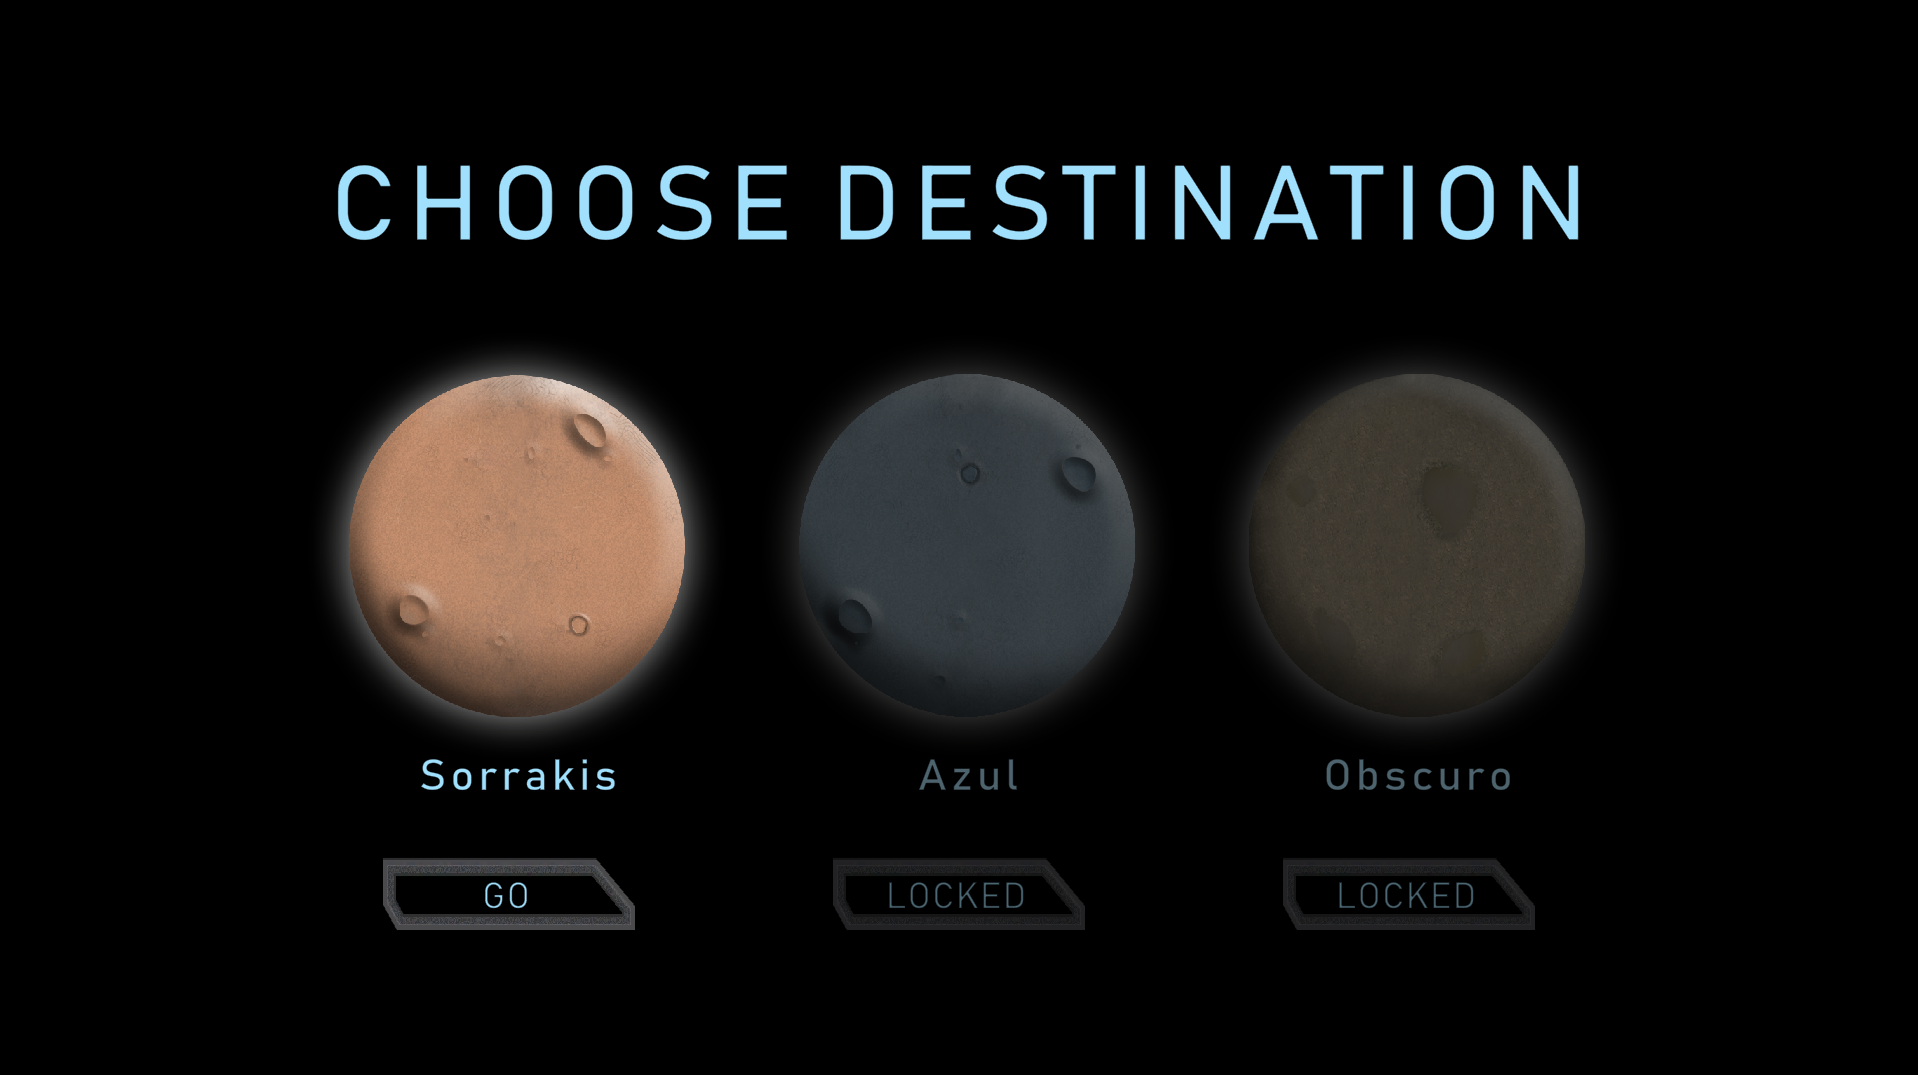 CHOOSE DESTINATION
Sorrakis
Azul
Obscuro
GO
LOCKED
LOCKED